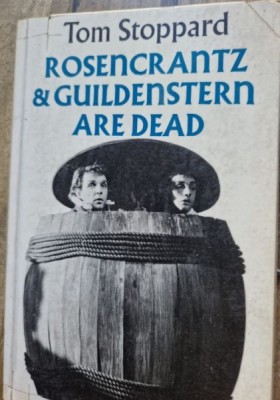 Tom Stoppard
ROSENCRANTZ
& GUILDENSTERN
ARE DEAD